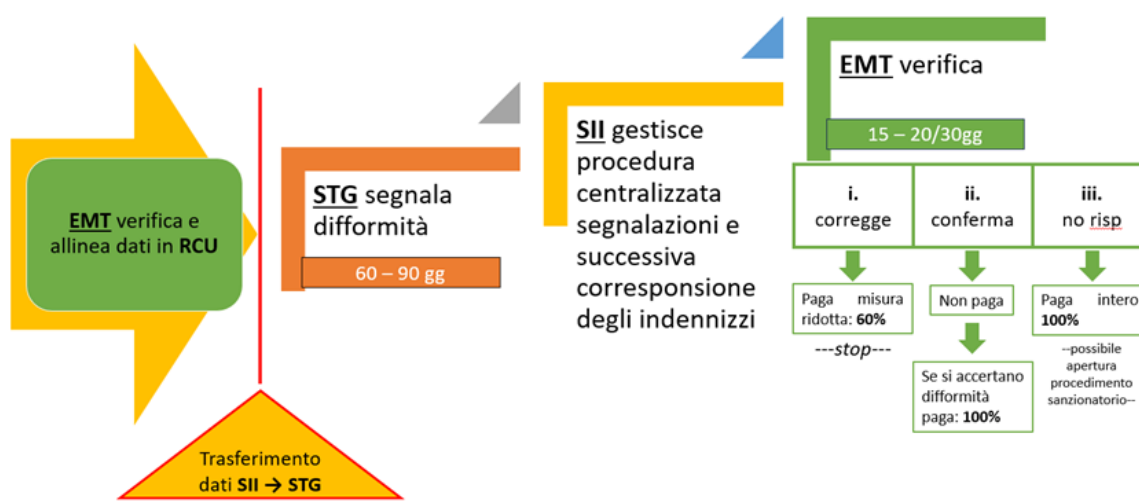 EMT verifica e
allinea dati in RCU
Trasferimento
dati SII → STG
STG segnala
difformità
60 – 90 gg
SII gestisce
procedura
centralizzata
segnalazioni e
successiva
corresponsione
degli indennizzi
EMT verifica
15 – 20/30gg
i.
corregge
Paga misura
ridotta: 60%
---stop---
ii.
conferma
Non paga
Se si accertano
difformità
paga: 100%
iii.
no risp
Paga intero
100%
--possibile
apertura
procedimento
sanzionatorio--